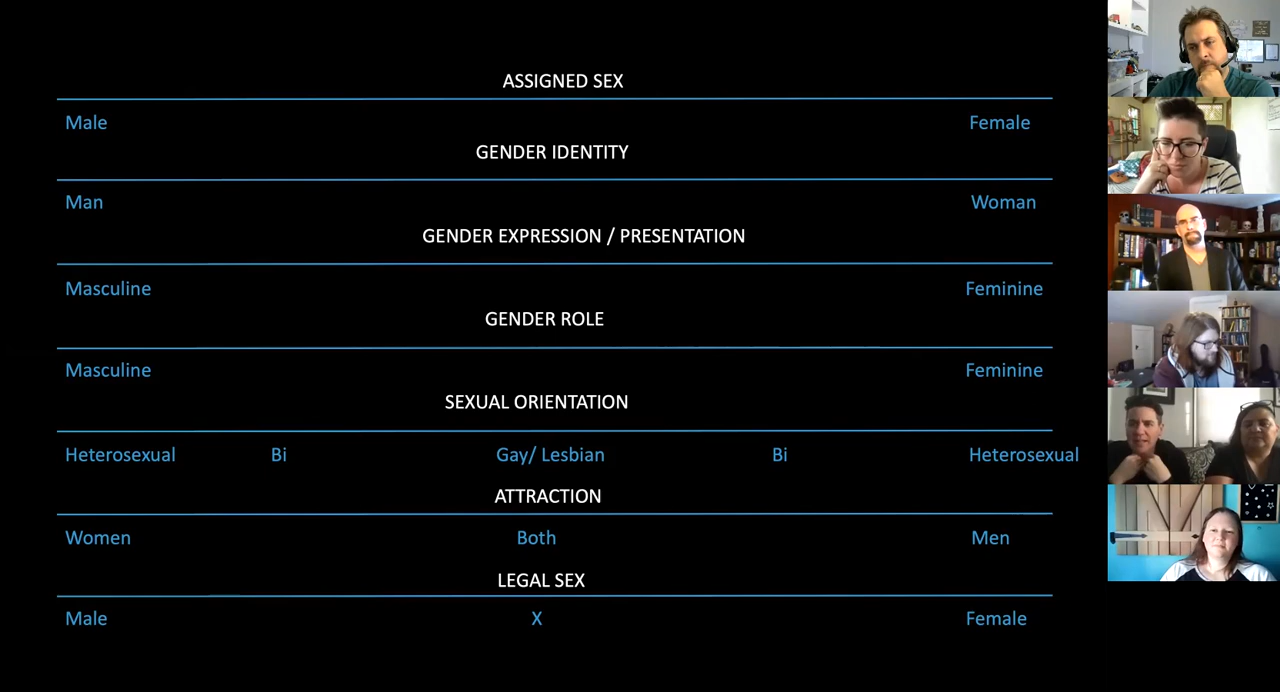 ASSIGNED SEX
Male Female
GENDER IDENTITY
Man Woman
GENDER EXPRESSION / PRESENTATION
Masculine Feminine
GENDER ROLE
Masculine Feminine
SEXUAL ORIENTATION
Heterosexual Bi Gay/ Lesbian Bi Heterosexual
ATTRACTION
Women Both Men
LEGAL SEX
Male X Female